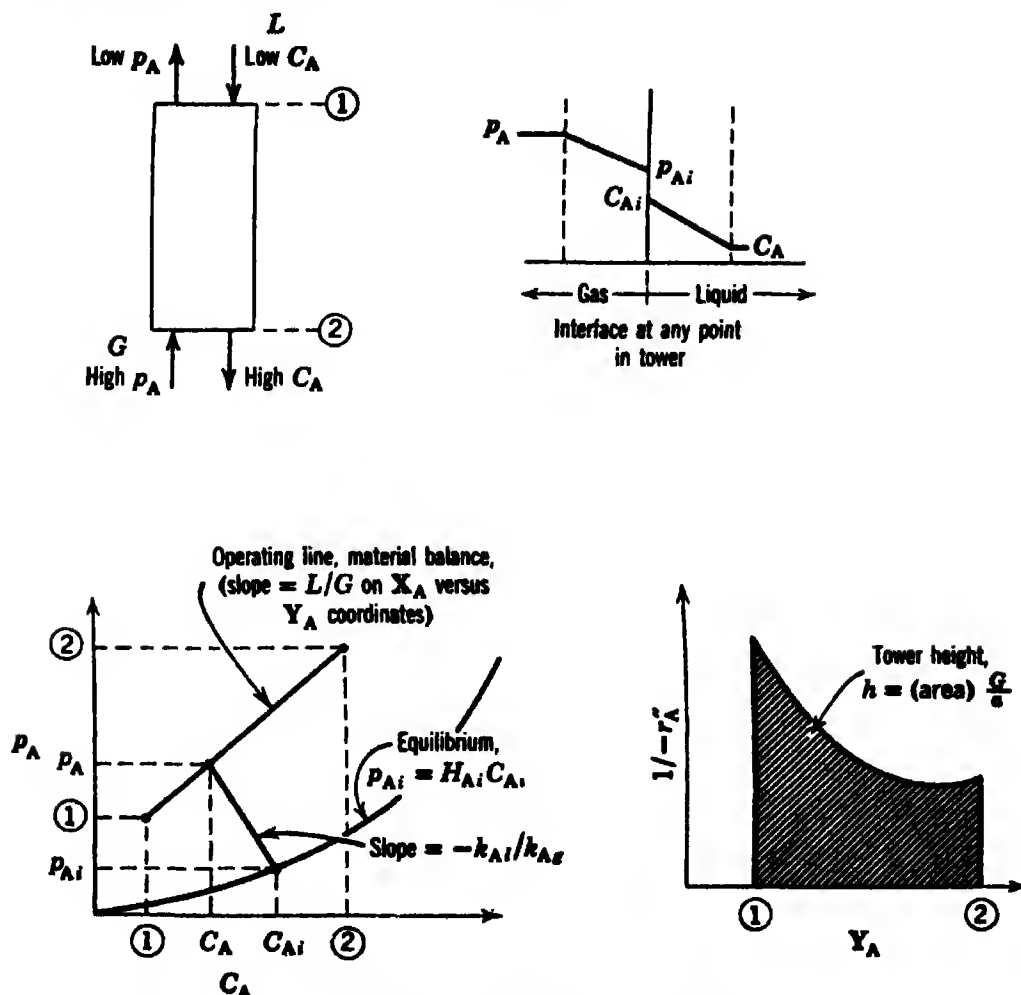 L
Low p_A
Low C_A
①
②
G
High p_A
High C_A
p_A
p_Ai
C_Ai
C_A
Gas
Liquid
Interface at any point
in tower
Operating line, material balance,
(slope = L/G on X_A versus
Y_A coordinates)
②
p_A
p_A
①
p_Ai
Equilibrium,
p_Ai = H_Ai C_Ai
Slope = -k_Al/k_Ag
①
C_A
C_Ai
②
C_A
Tower height,
h = (area) G/a
1/-r''_A
①
②
Y_A